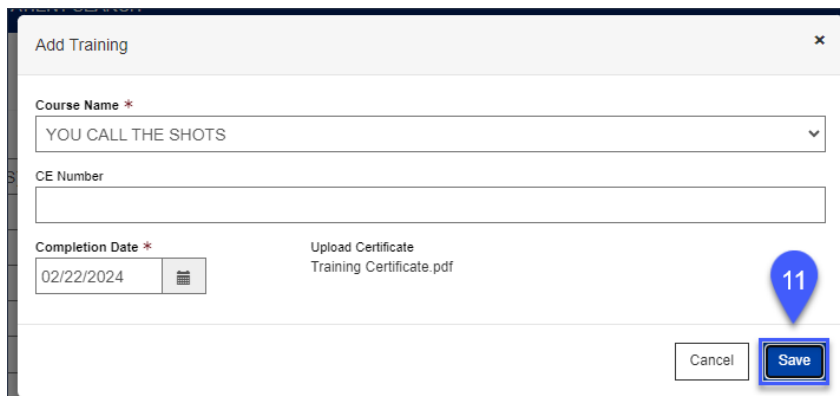 Add Training
×
Course Name *
YOU CALL THE SHOTS
CE Number
Completion Date *
Upload Certificate
02/22/2024
Training Certificate.pdf
11
Cancel
Save